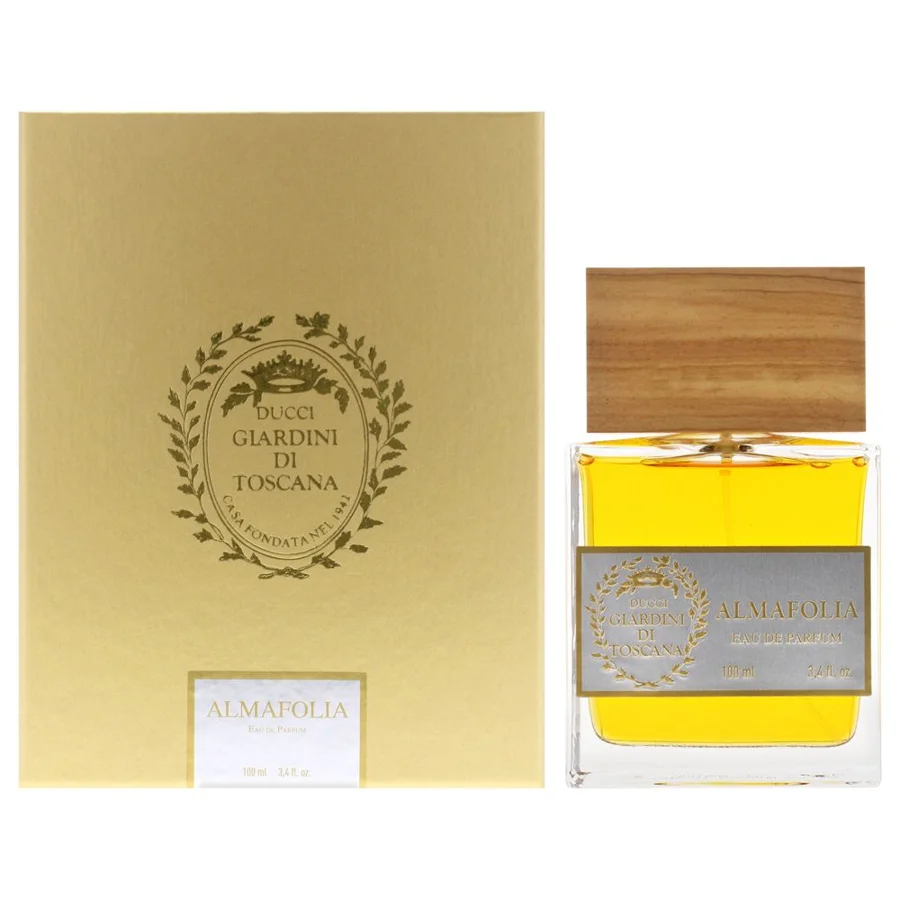 DUCCI
GIARDINI
DI
TOSCANA
CASA FONDATA NEL 1941
ALMAFOLIA
EAU DE PARFUM
100 ml 3,4 fl. oz.
DUCCI
GIARDINI
DI
TOSCANA
ALMAFOLIA
EAU DE PARFUM
100 ml 3,4 fl. oz.